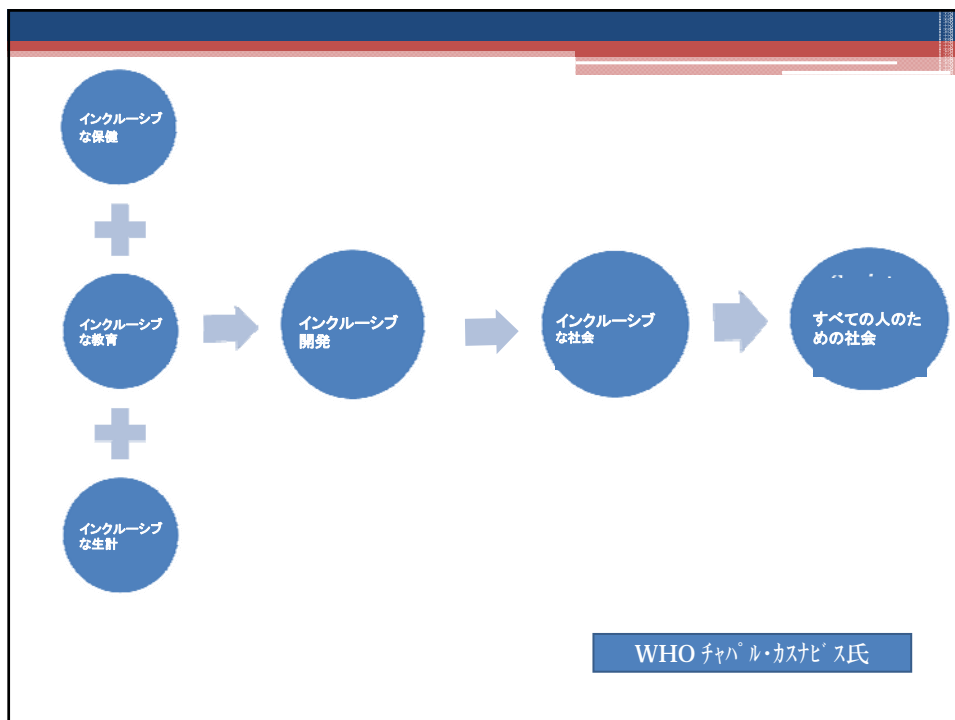 インクルーシブ
な保健
インクルーシブ
な教育
インクルーシブ
な生計
インクルーシブ
開発
インクルーシブ
な社会
すべての人のた
めの社会
WHO ﾁｬﾊﾟﾙ・ｶｽﾅﾋﾞｽ氏